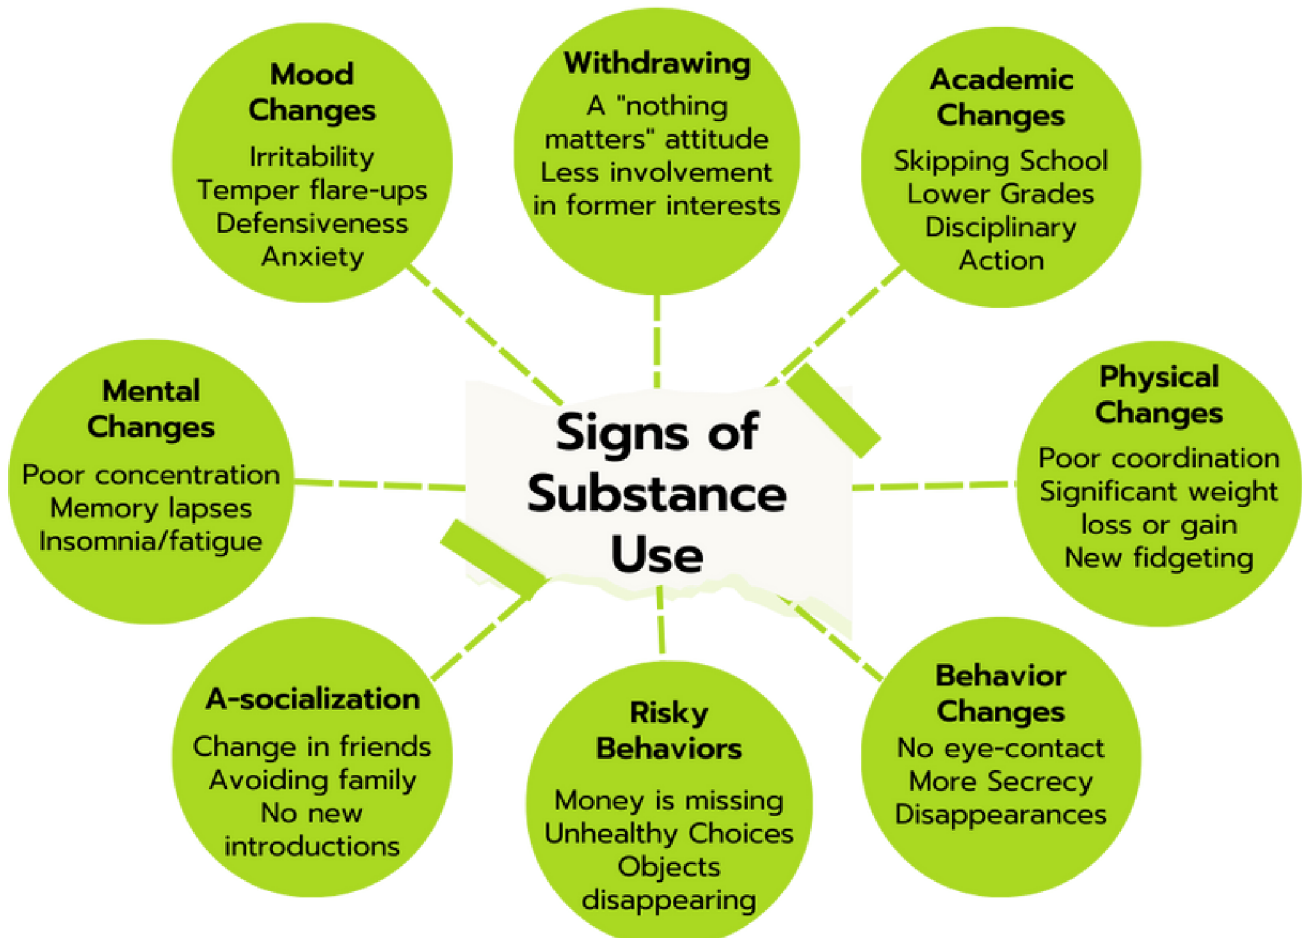 Mood
Changes
Irritability
Temper flare-ups
Defensiveness
Anxiety
Withdrawing
A "nothing
matters" attitude
Less involvement
in former interests
Academic
Changes
Skipping School
Lower Grades
Disciplinary
Action
Mental
Changes
Poor concentration
Memory lapses
Insomnia/fatigue
Signs of
Substance
Use
Physical
Changes
Poor coordination
Significant weight
loss or gain
New fidgeting
A-socialization
Change in friends
Avoiding family
No new
introductions
Risky
Behaviors
Money is missing
Unhealthy Choices
Objects
disappearing
Behavior
Changes
No eye-contact
More Secrecy
Disappearances